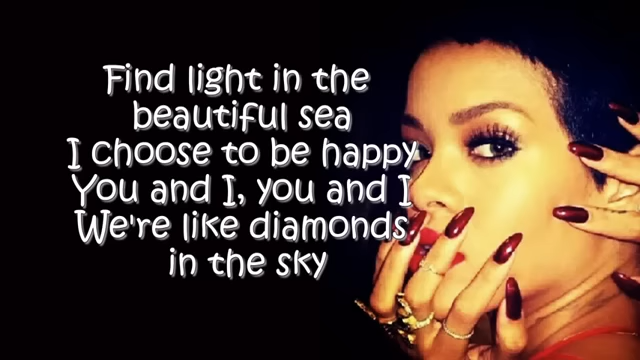 Find light in the
beautiful sea
I choose to be happy
You and I, you and I
We're like diamonds
in the sky